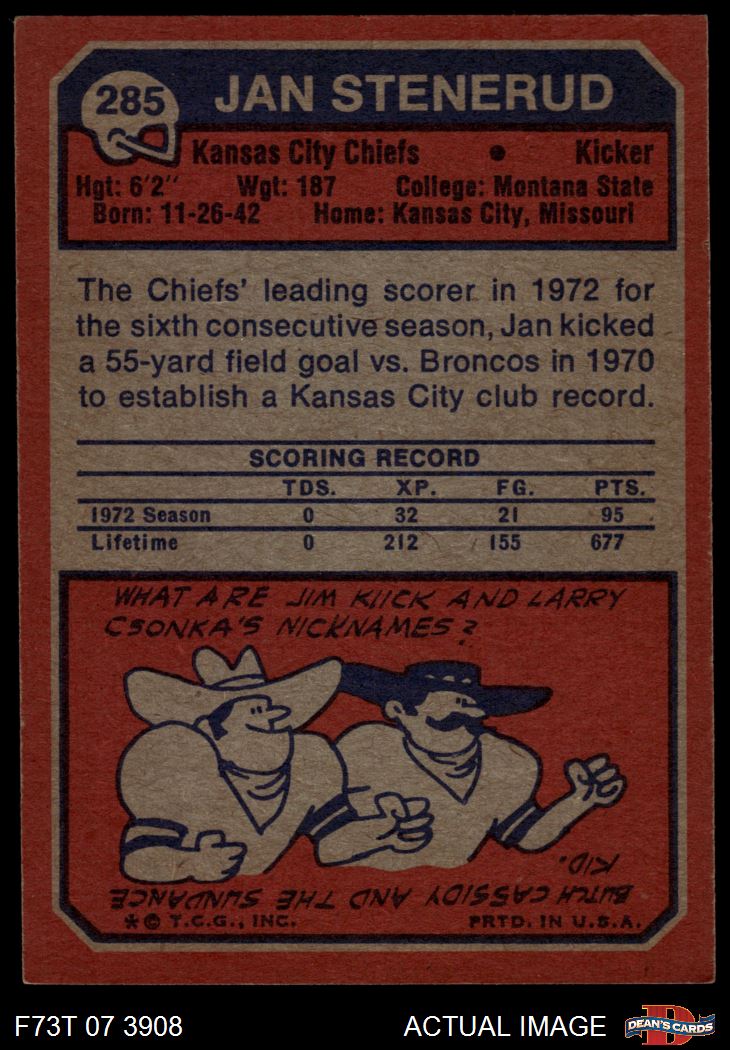 285 JAN STENERUD
Kansas City Chiefs • Kicker
Hgt: 6'2" Wgt: 187 College: Montana State
Born: 11-26-42 Home: Kansas City, Missouri
The Chiefs' leading scorer in 1972 for
the sixth consecutive season, Jan kicked
a 55-yard field goal vs. Broncos in 1970
to establish a Kansas City club record.
SCORING RECORD
TDS. XP. FG. PTS.
1972 Season 0 32 21 95
Lifetime 0 212 155 677
WHAT ARE JIM KIICK AND LARRY
CSONKA'S NICKNAMES?
BUTCH CASSIDY AND THE SUNDANCE
KID.
* © T.C.G., INC. PRTD. IN U.S.A.
F73T 07 3908 ACTUAL IMAGE D DEAN'S CARDS